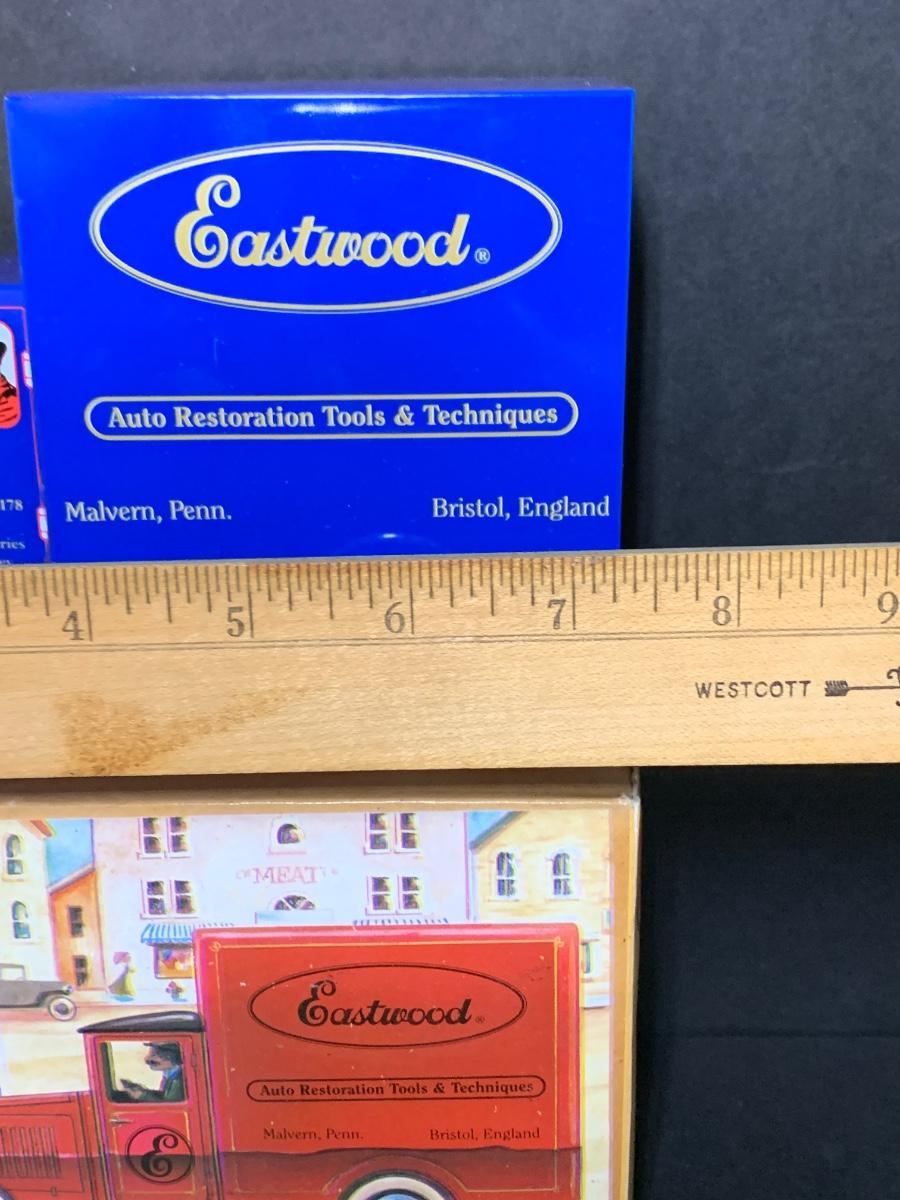 Eastwood®
Auto Restoration Tools & Techniques
Malvern, Penn. Bristol, England
178
ries
4 5 6 7 8 9
WESTCOTT
MEAT
Eastwood®
Auto Restoration Tools & Techniques
Malvern, Penn. Bristol, England
E